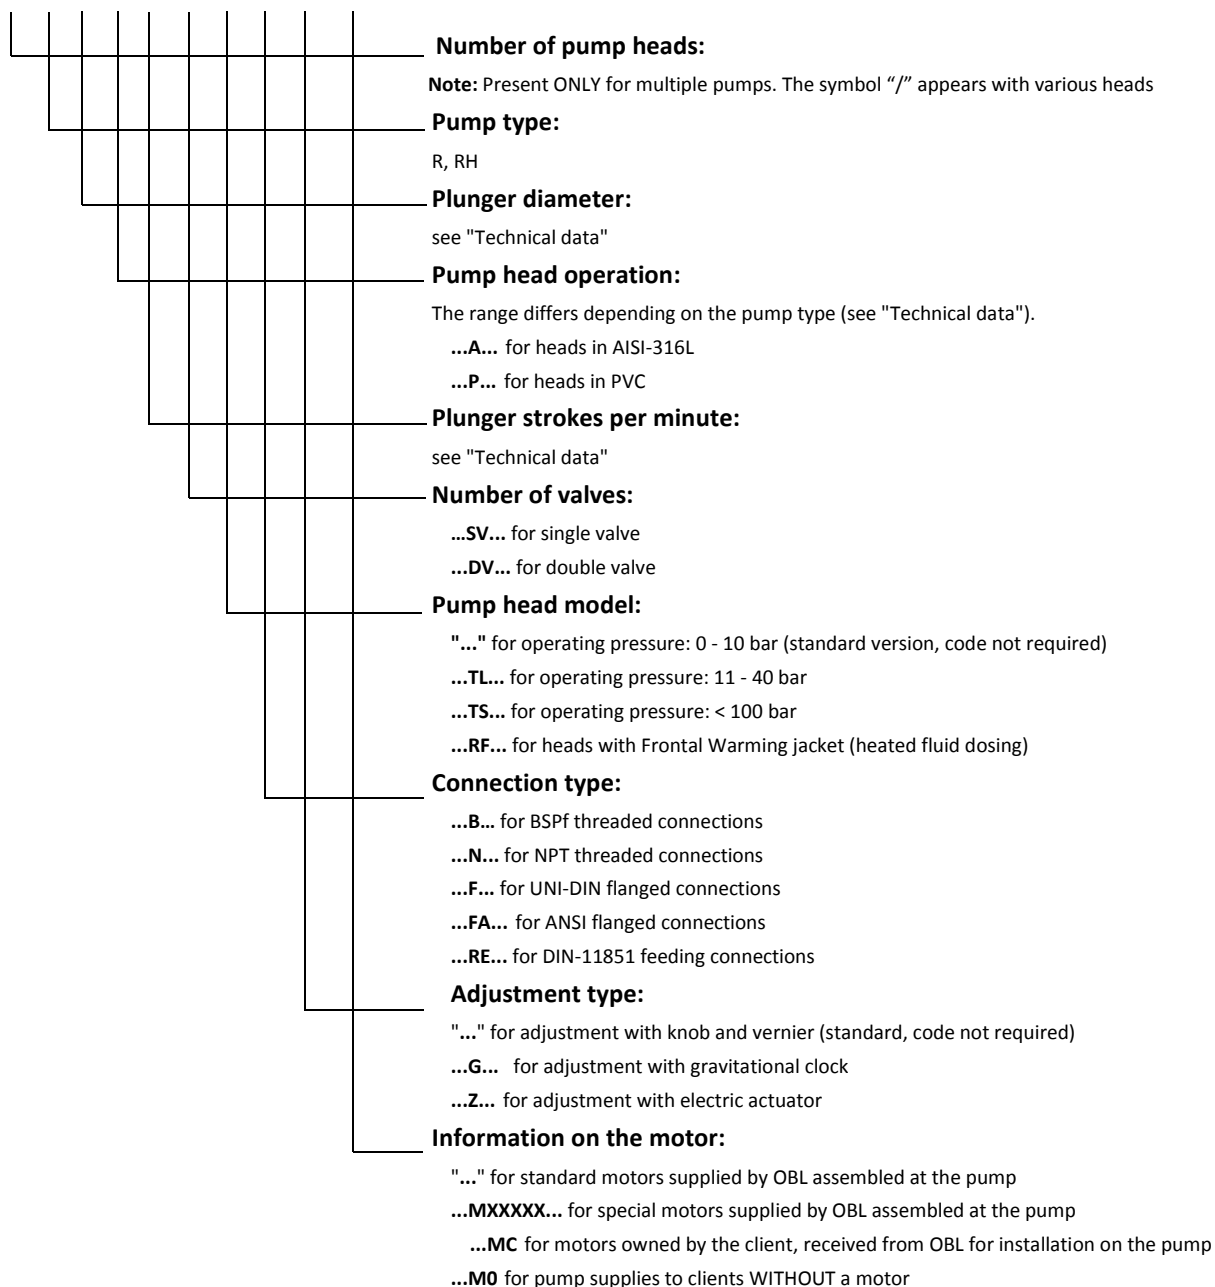 Number of pump heads:
Note: Present ONLY for multiple pumps. The symbol “/” appears with various heads
Pump type:
R, RH
Plunger diameter:
see "Technical data"
Pump head operation:
The range differs depending on the pump type (see "Technical data").
...A... for heads in AISI-316L
...P... for heads in PVC
Plunger strokes per minute:
see "Technical data"
Number of valves:
...SV... for single valve
...DV... for double valve
Pump head model:
"..." for operating pressure: 0 - 10 bar (standard version, code not required)
...TL... for operating pressure: 11 - 40 bar
...TS... for operating pressure: < 100 bar
...RF... for heads with Frontal Warming jacket (heated fluid dosing)
Connection type:
...B... for BSPf threaded connections
...N... for NPT threaded connections
...F... for UNI-DIN flanged connections
...FA... for ANSI flanged connections
...RE... for DIN-11851 feeding connections
Adjustment type:
"..." for adjustment with knob and vernier (standard, code not required)
...G... for adjustment with gravitational clock
...Z... for adjustment with electric actuator
Information on the motor:
"..." for standard motors supplied by OBL assembled at the pump
...MXXXXX... for special motors supplied by OBL assembled at the pump
...MC for motors owned by the client, received from OBL for installation on the pump
...M0 for pump supplies to clients WITHOUT a motor